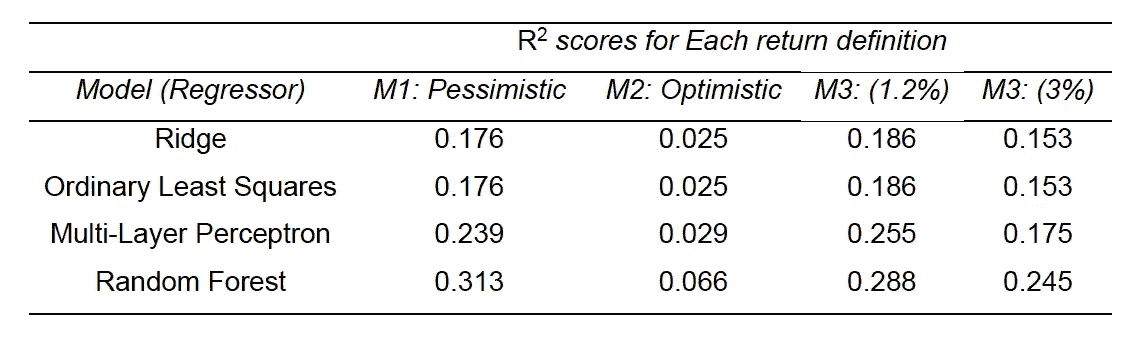 R² scores for Each return definition
Model (Regressor) M1: Pessimistic M2: Optimistic M3: (1.2%) M3: (3%)
Ridge 0.176 0.025 0.186 0.153
Ordinary Least Squares 0.176 0.025 0.186 0.153
Multi-Layer Perceptron 0.239 0.029 0.255 0.175
Random Forest 0.313 0.066 0.288 0.245